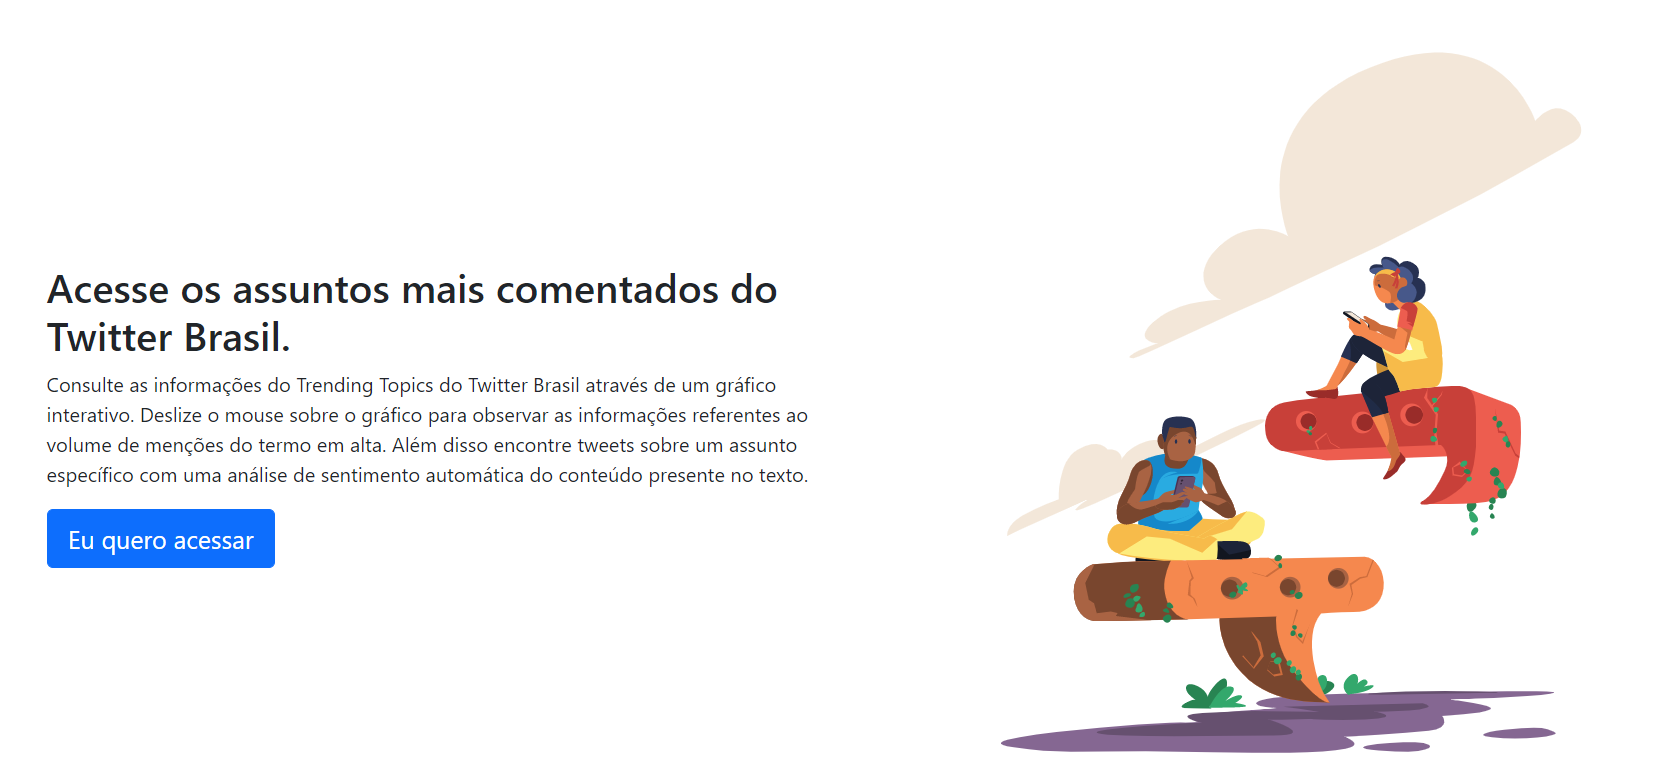 Acesse os assuntos mais comentados do
Twitter Brasil.
Consulte as informações do Trending Topics do Twitter Brasil através de um gráfico
interativo. Deslize o mouse sobre o gráfico para observar as informações referentes ao
volume de menções do termo em alta. Além disso encontre tweets sobre um assunto
específico com uma análise de sentimento automática do conteúdo presente no texto.
Eu quero acessar